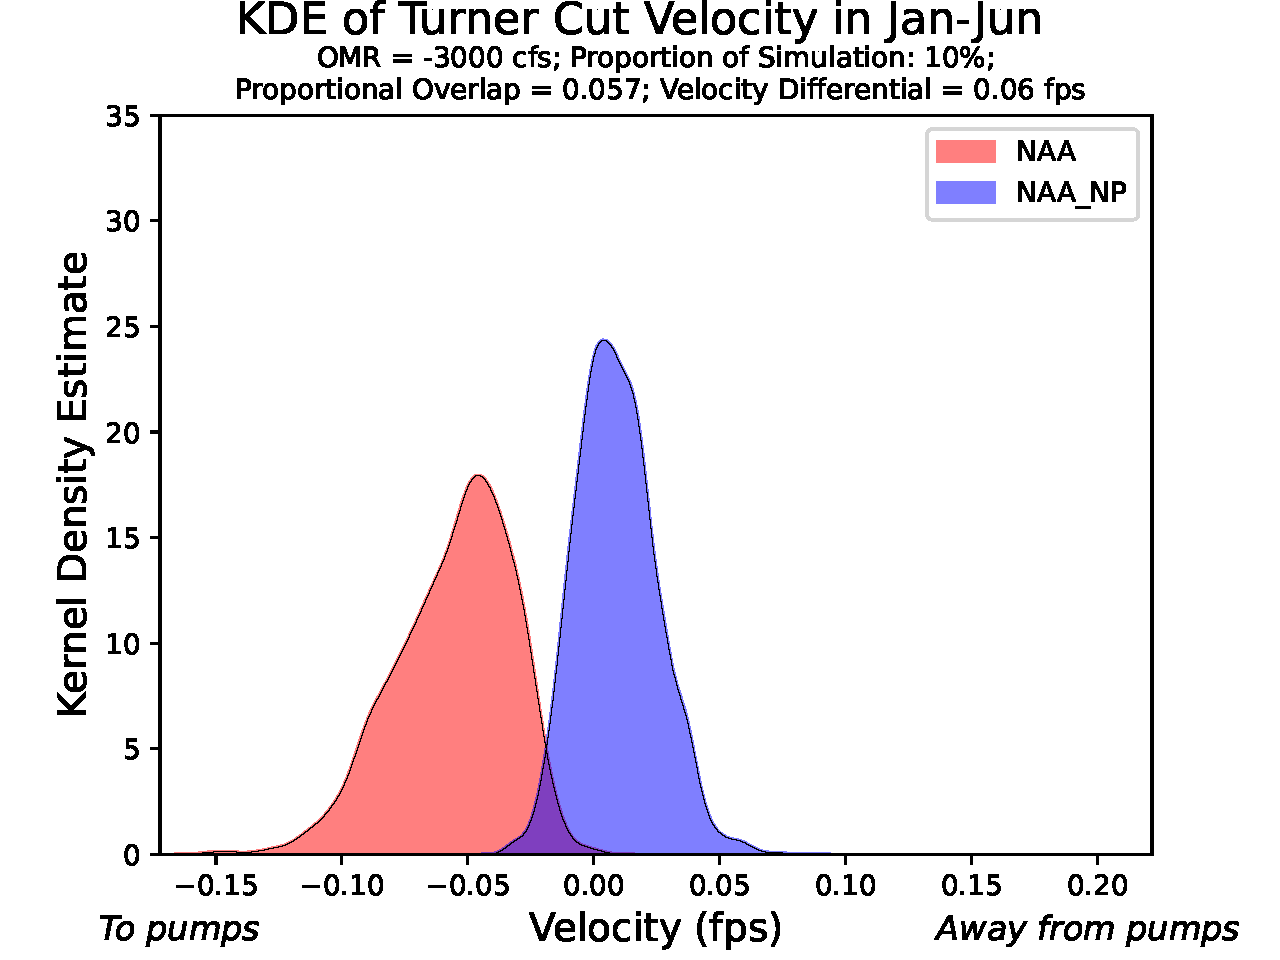 KDE of Turner Cut Velocity in Jan-Jun
OMR = -3000 cfs; Proportion of Simulation: 10%;
Proportional Overlap = 0.057; Velocity Differential = 0.06 fps
NAA
NAA_NP
Kernel Density Estimate
35
30
25
20
15
10
5
0
−0.15 −0.10 −0.05 0.00 0.05 0.10 0.15 0.20
To pumps Velocity (fps) Away from pumps